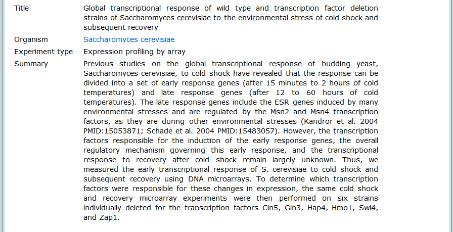 Title Global transcriptional response of wild type and transcription factor deletion
strains of Saccharomyces cerevisiae to the environmental stress of cold shock and
subsequent recovery
Organism Saccharomyces cerevisiae
Experiment type Expression profiling by array
Summary Previous studies on the global transcriptional response of budding yeast,
Saccharomyces cerevisiae, to cold shock have revealed that the response can be
divided into a set of early response genes (after 15 minutes to 2 hours of cold
temperatures) and late response genes (after 12 to 60 hours of cold
temperatures). The late response genes include the ESR genes induced by many
environmental stresses and are regulated by the Msn2 and Msn4 transcription
factors, as they are during other environmental stresses (Kandror et al. 2004
PMID:15053871; Schade et al. 2004 PMID:15483057). However, the transcription
factors responsible for the induction of the early response genes, the overall
regulatory mechanism governing this early response, and the transcriptional
response to recovery after cold shock remain largely unknown. Thus, we
measured the early transcriptional response of S. cerevisiae to cold shock and
subsequent recovery using DNA microarrays. To determine which transcription
factors were responsible for these changes in expression, the same cold shock
and recovery microarray experiments were then performed on six strains
individually deleted for the transcription factors Cin5, Gln3, Hap4, Hmo1, Swi4,
and Zap1.